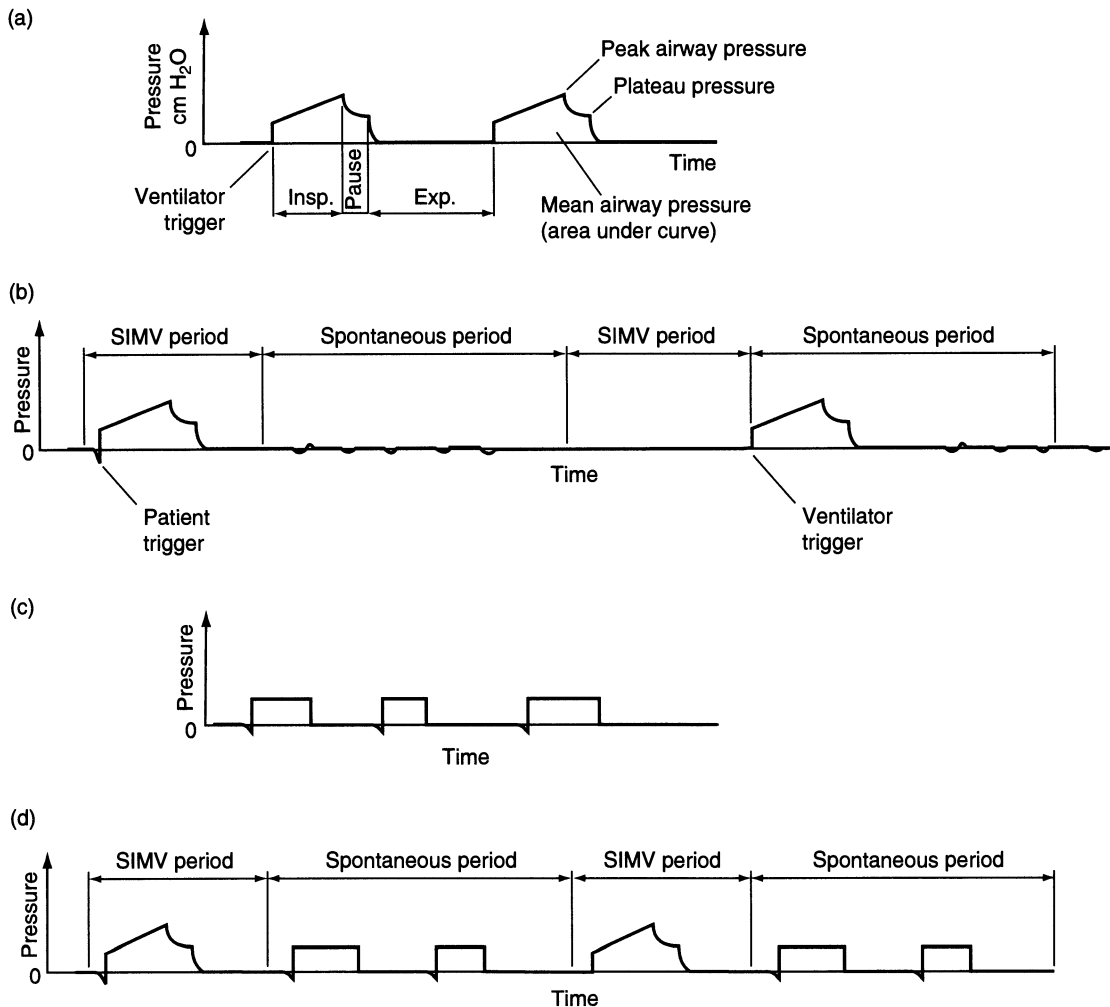 (a)
Pressure
cm H₂O
0
Peak airway pressure
Plateau pressure
Time
Ventilator
trigger
Insp.
Pause
Exp.
Mean airway pressure
(area under curve)
(b)
Pressure
0
SIMV period
Spontaneous period
SIMV period
Spontaneous period
Time
Patient
trigger
Ventilator
trigger
(c)
Pressure
0
Time
(d)
Pressure
0
SIMV period
Spontaneous period
SIMV period
Spontaneous period
Time